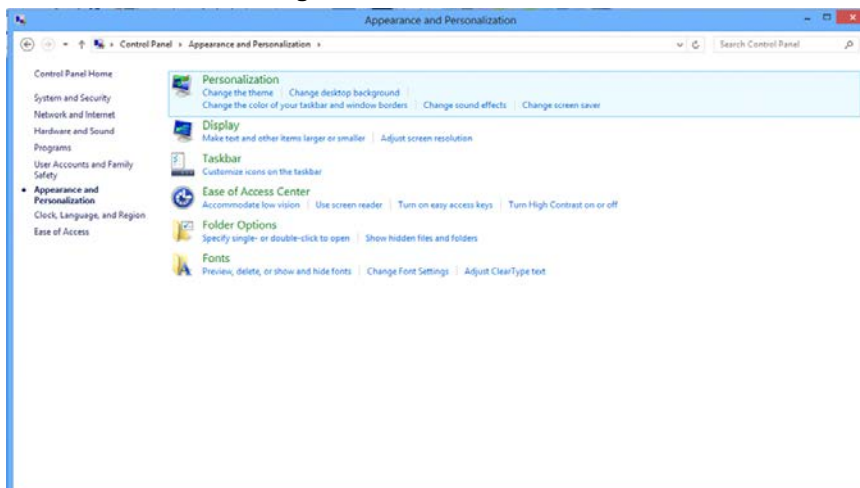 Appearance and Personalization
Control Panel Appearance and Personalization
Search Control Panel
Control Panel Home
System and Security
Network and Internet
Hardware and Sound
Programs
User Accounts and Family
Safety
Appearance and
Personalization
Clock, Language, and Region
Ease of Access
Personalization
Change the theme Change desktop background
Change the color of your taskbar and window borders Change sound effects Change screen saver
Display
Make text and other items larger or smaller Adjust screen resolution
Taskbar
Customize icons on the taskbar
Ease of Access Center
Accommodate low vision Use screen reader Turn on easy access keys Turn High Contrast on or off
Folder Options
Specify single- or double-click to open Show hidden files and folders
Fonts
Preview, delete, or show and hide fonts Change Font Settings Adjust ClearType text